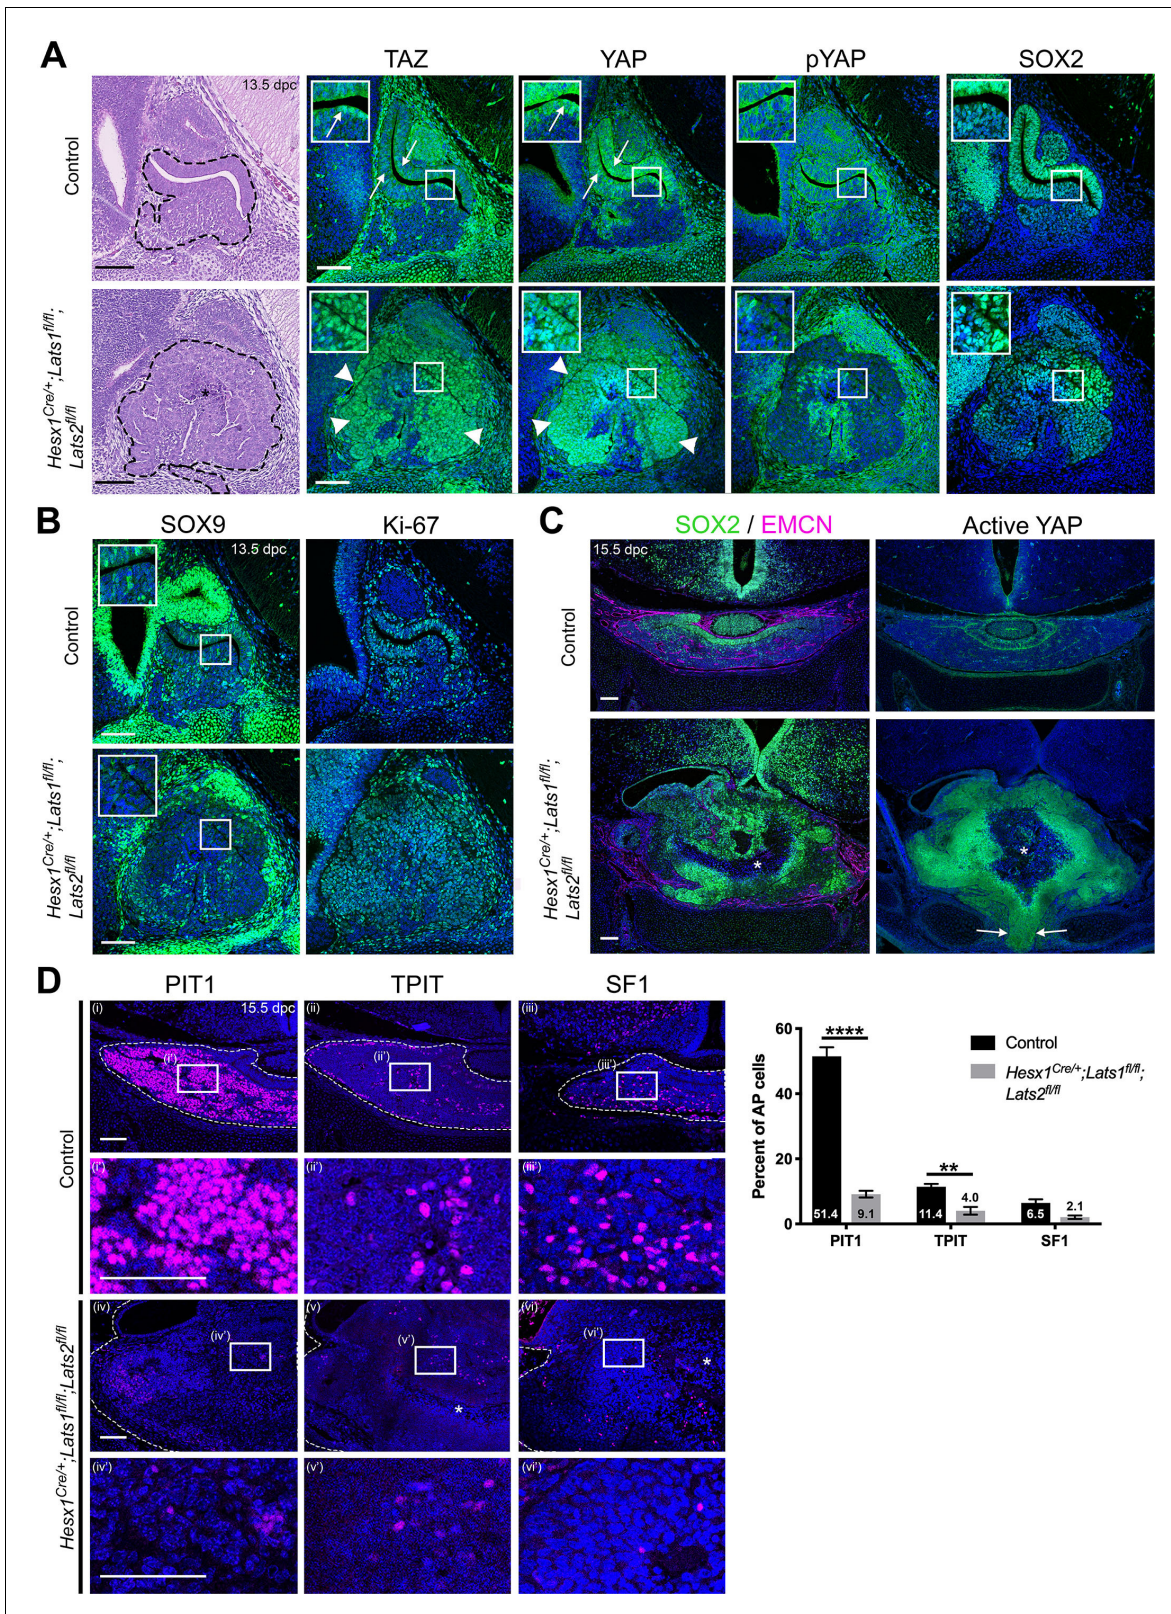 A
TAZ YAP pYAP SOX2
13.5 dpc
Control
Hesx1Cre/+;Lats1fl/fl;
Lats2fl/fl
B
SOX9 Ki-67
13.5 dpc
Control
Hesx1Cre/+;Lats1fl/fl;
Lats2fl/fl
*
C
SOX2 / EMCN Active YAP
15.5 dpc
Control
Hesx1Cre/+;Lats1fl/fl;
Lats2fl/fl
* *
D
PIT1 TPIT SF1
Control
(i) 15.5 dpc (ii) (iii)
(i') (ii') (iii')
(i') (ii') (iii')
Hesx1Cre/+;Lats1fl/fl;Lats2fl/fl
(iv) (v) (vi)
(iv') (v') (vi')
* *
(iv') (v') (vi')
Percent of AP cells
60
40
20
0
****
**
Control
Hesx1Cre/+;Lats1fl/fl;
Lats2fl/fl
51.4 9.1 11.4 4.0 6.5 2.1
PIT1 TPIT SF1